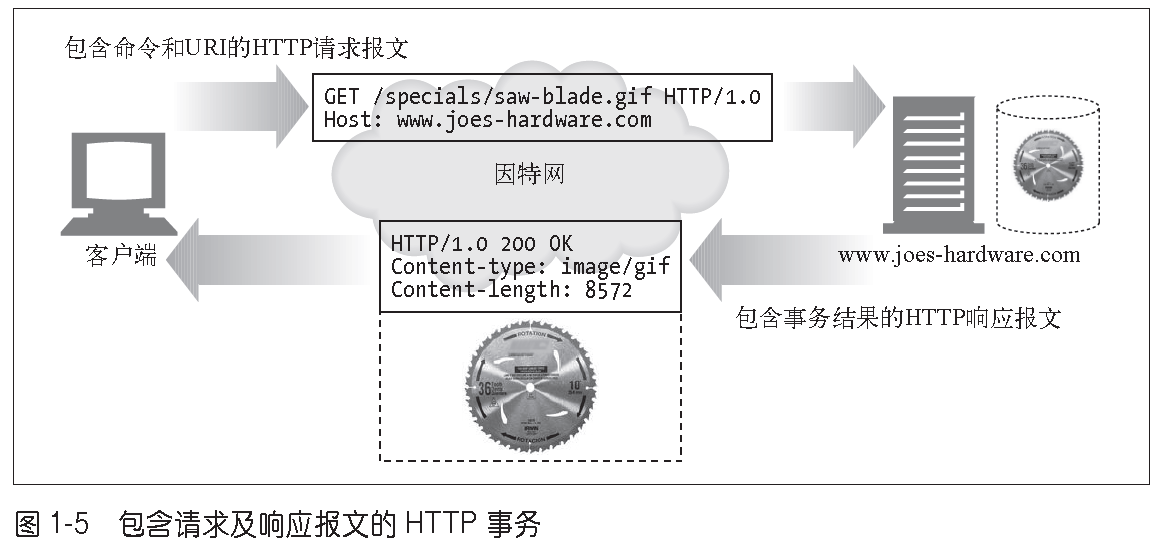 包含命令和URI的HTTP请求报文
GET /specials/saw-blade.gif HTTP/1.0
Host: www.joes-hardware.com
因特网
客户端
www.joes-hardware.com
HTTP/1.0 200 OK
Content-type: image/gif
Content-length: 8572
包含事务结果的HTTP响应报文
ROTATION
36
10
ROTACION
图 1-5 包含请求及响应报文的 HTTP 事务